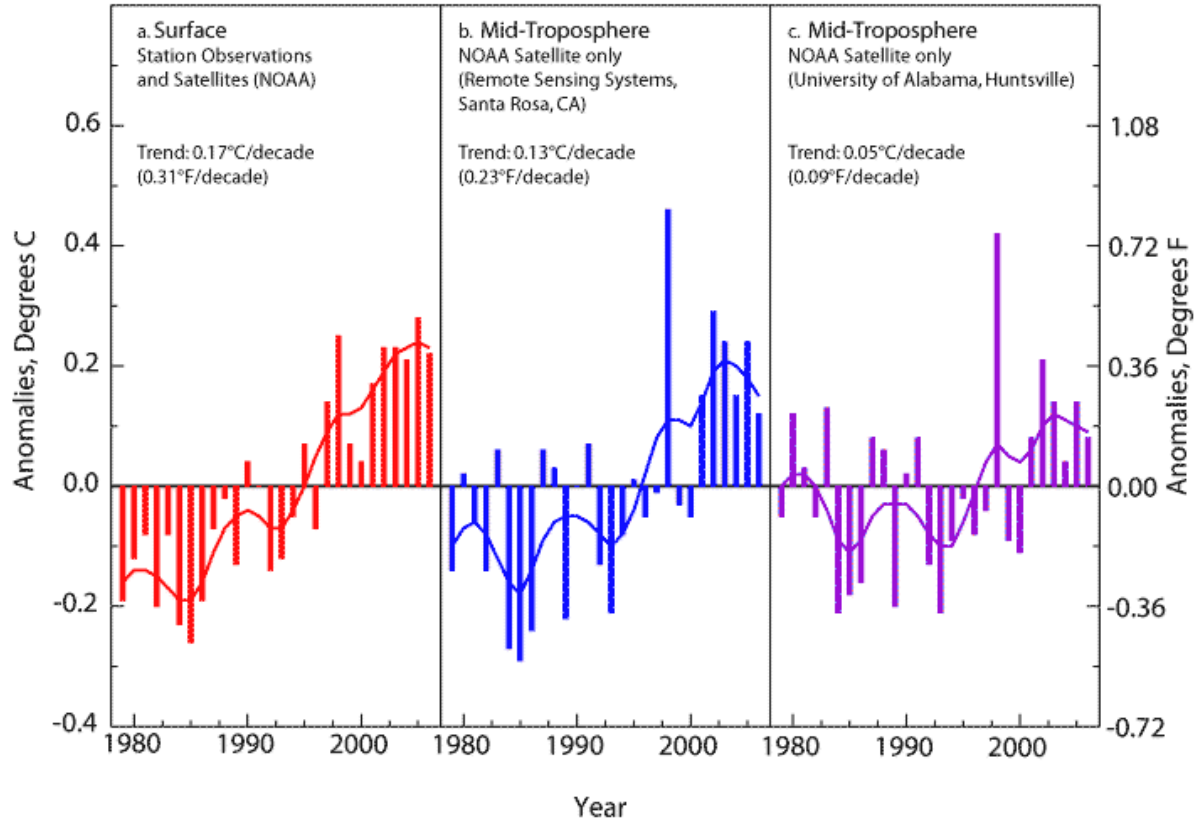 a. Surface
Station Observations
and Satellites (NOAA)
Trend: 0.17°C/decade
(0.31°F/decade)
b. Mid-Troposphere
NOAA Satellite only
(Remote Sensing Systems,
Santa Rosa, CA)
Trend: 0.13°C/decade
(0.23°F/decade)
c. Mid-Troposphere
NOAA Satellite only
(University of Alabama, Huntsville)
Trend: 0.05°C/decade
(0.09°F/decade)
Anomalies, Degrees C
0.6
0.4
0.2
0.0
-0.2
-0.4
1.08
0.72
0.36
0.00
-0.36
-0.72
Anomalies, Degrees F
1980 1990 2000 1980 1990 2000 1980 1990 2000
Year